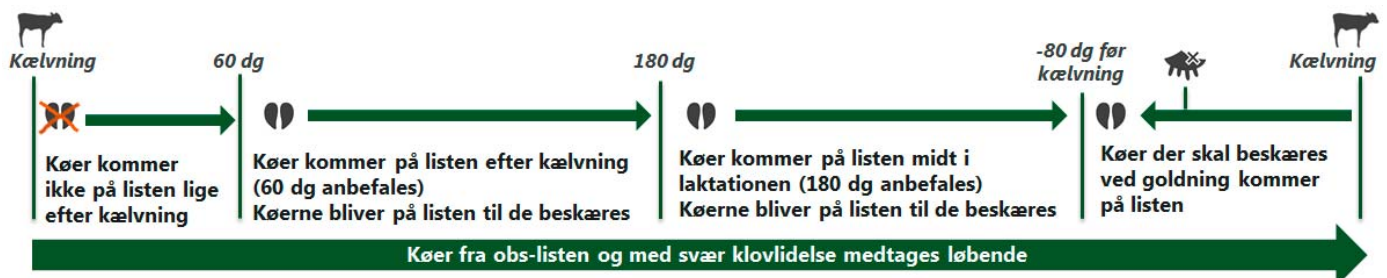 Kælvning
60 dg
180 dg
-80 dg før
kælvning
Kælvning
Køer kommer
ikke på listen lige
efter kælvning
Køer kommer på listen efter kælvning
(60 dg anbefales)
Køerne bliver på listen til de beskæres
Køer kommer på listen midt i
laktationen (180 dg anbefales)
Køerne bliver på listen til de beskæres
Køer der skal beskæres
ved goldning kommer
på listen
Køer fra obs-listen og med svær klovlidelse medtages løbende